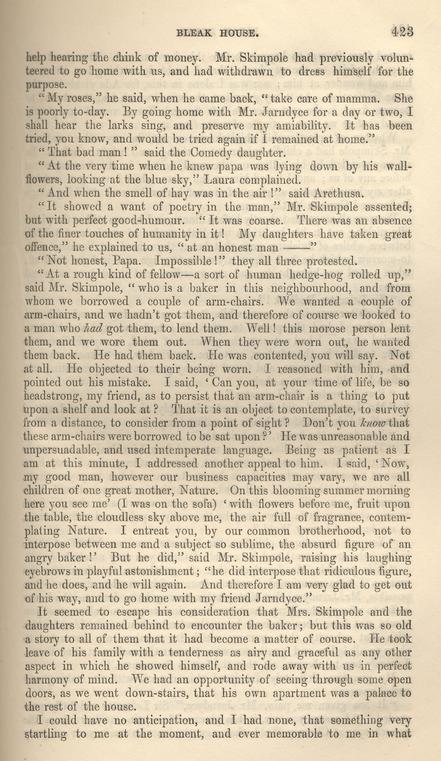 BLEAK HOUSE. 423
help hearing the chink of money. Mr. Skimpole had previously volun-
teered to go home with us, and had withdrawn to dress himself for the
purpose.
"My roses," he said, when he came back, "take care of mamma. She
is poorly to-day. By going home with Mr. Jarndyce for a day or two, I
shall hear the larks sing, and preserve my amiability. It has been
tried, you know, and would be tried again if I remained at home."
"That bad man!" said the Comedy daughter.
"At the very time when he knew papa was lying down by his wall-
flowers, looking at the blue sky," Laura complained.
"And when the smell of hay was in the air!" said Arethusa.
"It showed a want of poetry in the man," Mr. Skimpole assented;
but with perfect good-humour. "It was coarse. There was an absence
of the finer touches of humanity in it! My daughters have taken great
offence," he explained to us, "at an honest man ——"
"Not honest, Papa. Impossible!" they all three protested.
"At a rough kind of fellow—a sort of human hedge-hog rolled up,"
said Mr. Skimpole, "who is a baker in this neighbourhood, and from
whom we borrowed a couple of arm-chairs. We wanted a couple of
arm-chairs, and we hadn't got them, and therefore of course we looked to
a man who had got them, to lend them. Well! this morose person lent
them, and we wore them out. When they were worn out, he wanted
them back. He had them back. He was contented, you will say. Not
at all. He objected to their being worn. I reasoned with him, and
pointed out his mistake. I said, 'Can you, at your time of life, be so
headstrong, my friend, as to persist that an arm-chair is a thing to put
upon a shelf and look at? That it is an object to contemplate, to survey
from a distance, to consider from a point of sight? Don't you know that
these arm-chairs were borrowed to be sat upon?' He was unreasonable and
unpersuadable, and used intemperate language. Being as patient as I
am at this minute, I addressed another appeal to him. I said, 'Now,
my good man, however our business capacities may vary, we are all
children of one great mother, Nature. On this blooming summer morning
here you see me' (I was on the sofa) 'with flowers before me, fruit upon
the table, the cloudless sky above me, the air full of fragrance, contem-
plating Nature. I entreat you, by our common brotherhood, not to
interpose between me and a subject so sublime, the absurd figure of an
angry baker!' But he did," said Mr. Skimpole, raising his laughing
eyebrows in playful astonishment; "he did interpose that ridiculous figure,
and he does, and he will again. And therefore I am very glad to get out
of his way, and to go home with my friend Jarndyce."
It seemed to escape his consideration that Mrs. Skimpole and the
daughters remained behind to encounter the baker; but this was so old
a story to all of them that it had become a matter of course. He took
leave of his family with a tenderness as airy and graceful as any other
aspect in which he showed himself, and rode away with us in perfect
harmony of mind. We had an opportunity of seeing through some open
doors, as we went down-stairs, that his own apartment was a palace to
the rest of the house.
I could have no anticipation, and I had none, that something very
startling to me at the moment, and ever memorable to me in what